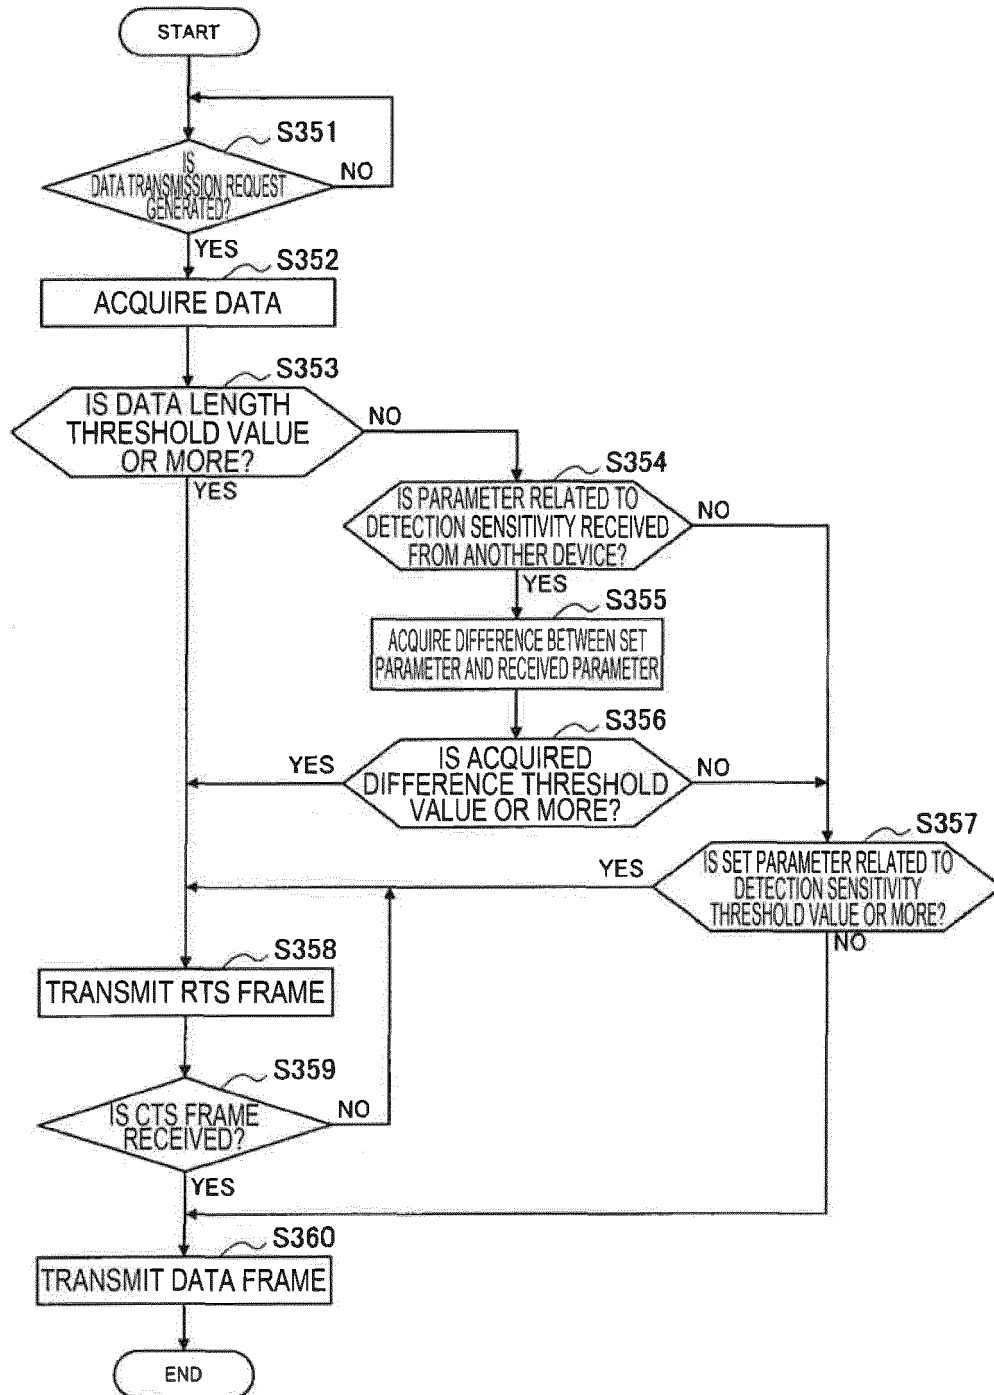 START
S351
IS
DATA TRANSMISSION REQUEST
GENERATED?
NO
YES
S352
ACQUIRE DATA
S353
IS DATA LENGTH
THRESHOLD VALUE
OR MORE?
NO
YES
S354
IS PARAMETER RELATED TO
DETECTION SENSITIVITY RECEIVED
FROM ANOTHER DEVICE?
NO
YES
S355
ACQUIRE DIFFERENCE BETWEEN SET
PARAMETER AND RECEIVED PARAMETER
S356
IS ACQUIRED
DIFFERENCE THRESHOLD
VALUE OR MORE?
YES
NO
S357
IS SET PARAMETER RELATED TO
DETECTION SENSITIVITY
THRESHOLD VALUE OR MORE?
YES
NO
S358
TRANSMIT RTS FRAME
S359
IS CTS FRAME
RECEIVED?
NO
YES
S360
TRANSMIT DATA FRAME
END